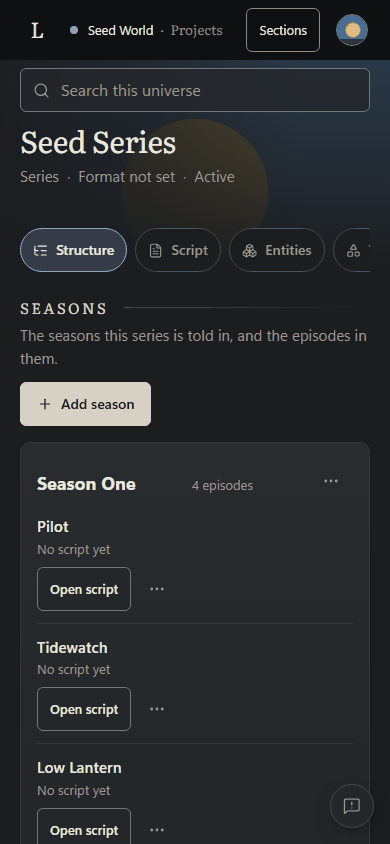 L
Seed World · Projects
Sections
Search this universe
Seed Series
Series · Format not set · Active
Structure
Script
Entities
SEASONS
The seasons this series is told in, and the episodes in
them.
+ Add season
Season One
4 episodes
...
Pilot
No script yet
Open script
...
Tidewatch
No script yet
Open script
...
Low Lantern
No script yet
Open script
...